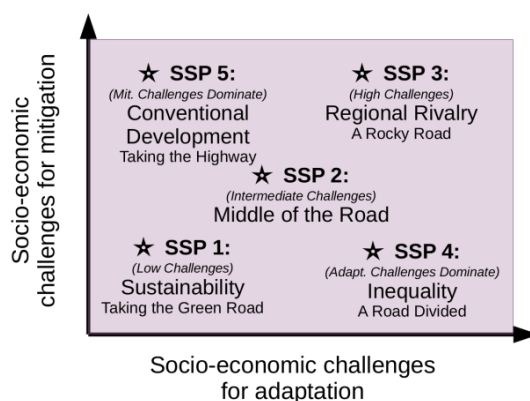 Socio-economic
challenges for mitigation
SSP 5:
(Mit. Challenges Dominate)
Conventional
Development
Taking the Highway
SSP 3:
(High Challenges)
Regional Rivalry
A Rocky Road
SSP 2:
(Intermediate Challenges)
Middle of the Road
SSP 1:
(Low Challenges)
Sustainability
Taking the Green Road
SSP 4:
(Adapt. Challenges Dominate)
Inequality
A Road Divided
Socio-economic challenges
for adaptation